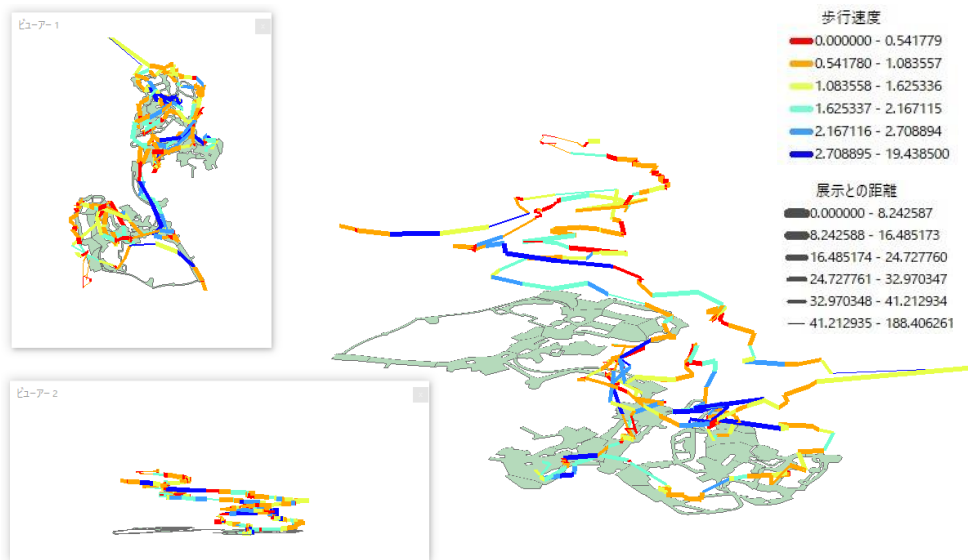 ビューアー 1
歩行速度
0.000000 - 0.541779
0.541780 - 1.083557
1.083558 - 1.625336
1.625337 - 2.167115
2.167116 - 2.708894
2.708895 - 19.438500
展示との距離
0.000000 - 8.242587
8.242588 - 16.485173
16.485174 - 24.727760
24.727761 - 32.970347
32.970348 - 41.212934
41.212935 - 188.406261
ビューアー 2